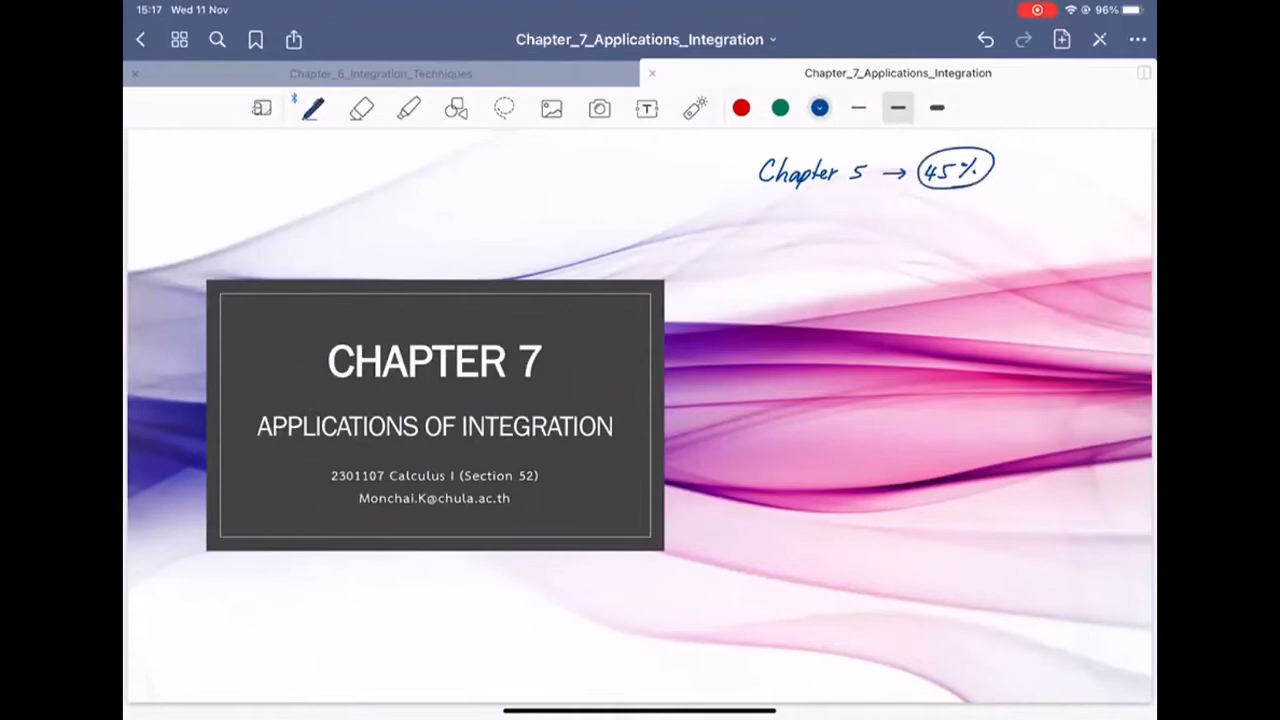 15:17 Wed 11 Nov
96%
Chapter_7_Applications_Integration
Chapter_6_Integration_Techniques
Chapter_7_Applications_Integration
T
Chapter 5 → 45%
CHAPTER 7
APPLICATIONS OF INTEGRATION
2301107 Calculus I (Section 52)
Monchai.K@chula.ac.th